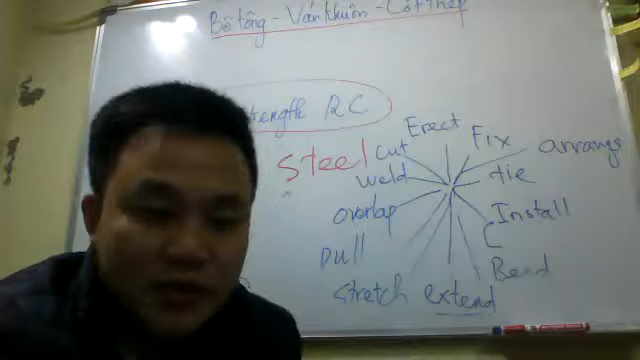 Bê tông - Ván khuôn - Cốt thép
trength RC
Steel
Erect
Fix
arrange
cut
weld
tie
overlap
Install
C
pull
Bend
stretch
extend